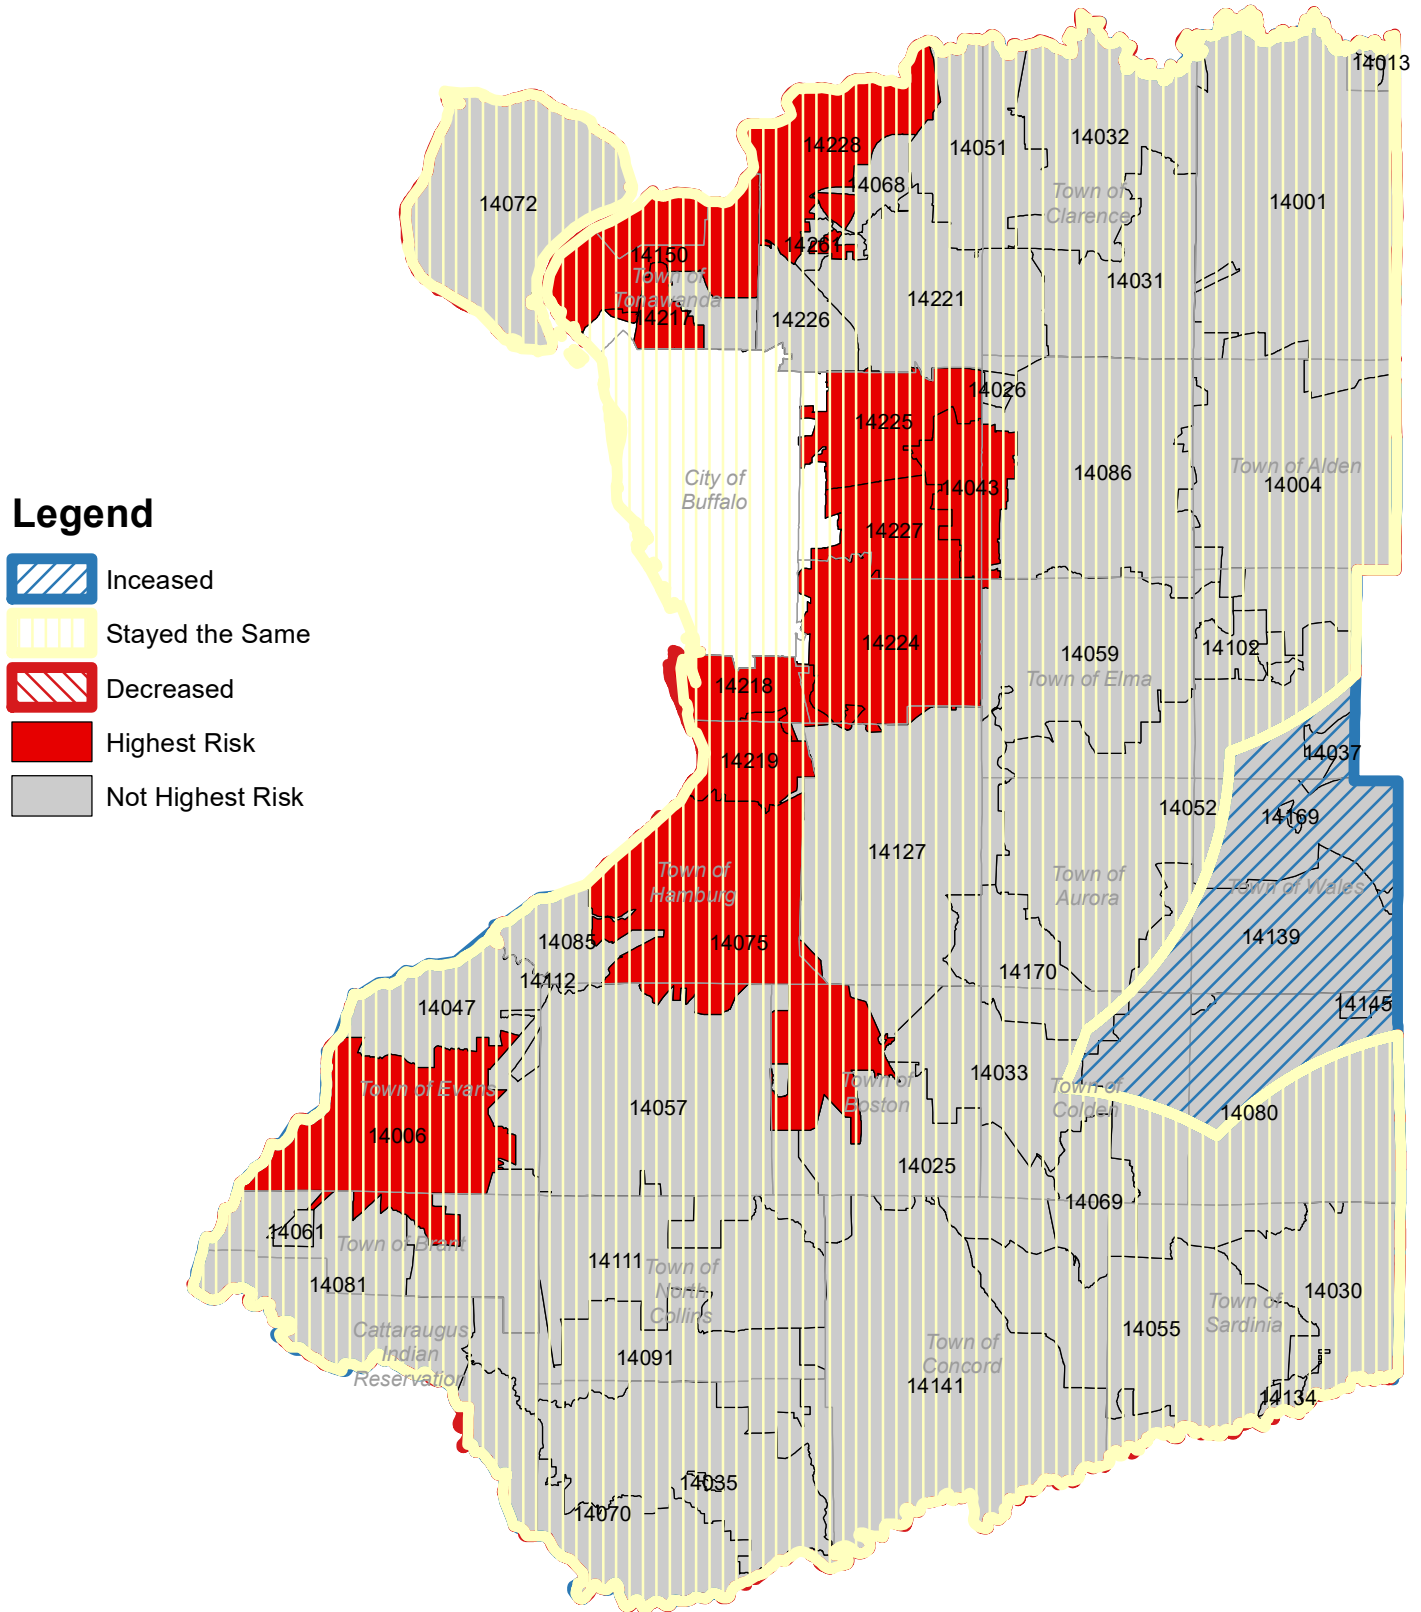 14013
14032
14228
14051
14068
Town of
Clarence
14001
14072
14261
14150
Town of
Tonawanda
14031
14221
14217
14226
14026
14225
City of
Buffalo
14086
Town of Alden
14004
14043
14227
Legend
Inceased
Stayed the Same
Decreased
Highest Risk
Not Highest Risk
14224
14059
Town of Elma
14102
14218
14219
14037
14052
14169
14127
Town of
Hamburg
Town of
Aurora
Town of Wales
14085
14075
14139
14112
14170
14047
14145
14033
Town of Evans
Town of
Boston
Town of
Colden
14057
14080
14006
14025
14069
14061
Town of Brant
14111
Town of
North
Collins
14081
14030
Town of
Sardinia
Cattaraugus
Indian
Reservation
14055
14091
Town of
Concord
14141
14134
14035
14070